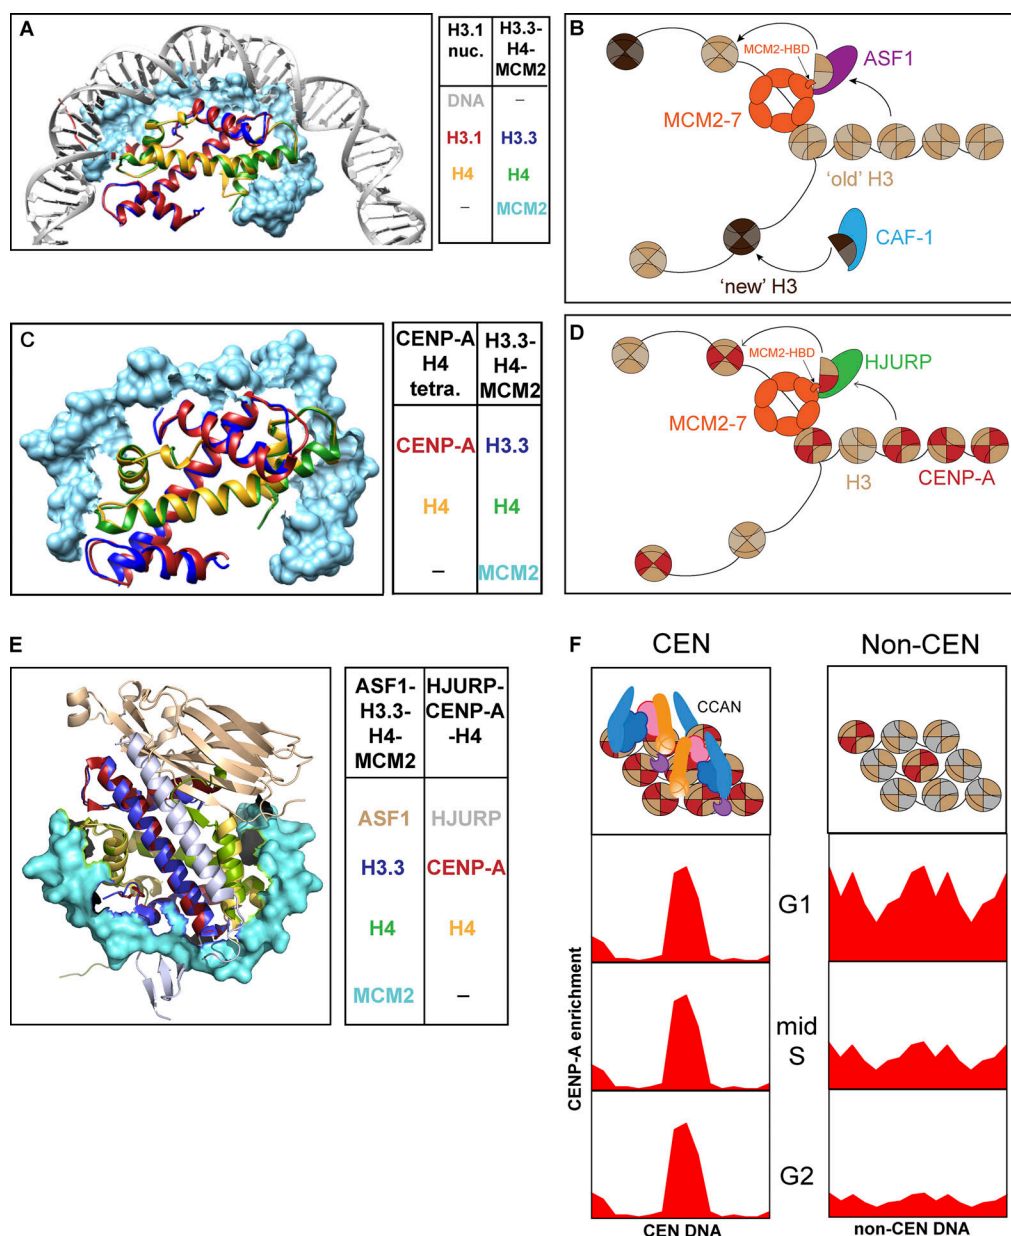 A
H3.1 nuc.
H3.3-H4-MCM2
DNA –
H3.1 H3.3
H4 H4
– MCM2
B
MCM2-HBD
ASF1
MCM2-7
'old' H3
CAF-1
'new' H3
C
CENP-A H4 tetra.
H3.3-H4-MCM2
CENP-A H3.3
H4 H4
– MCM2
D
MCM2-HBD
HJURP
MCM2-7
H3
CENP-A
E
ASF1-H3.3-H4-MCM2
HJURP-CENP-A-H4
ASF1 HJURP
H3.3 CENP-A
H4 H4
MCM2 –
F
CEN
Non-CEN
CCAN
CENP-A enrichment
G1
mid
S
G2
CEN DNA
non-CEN DNA